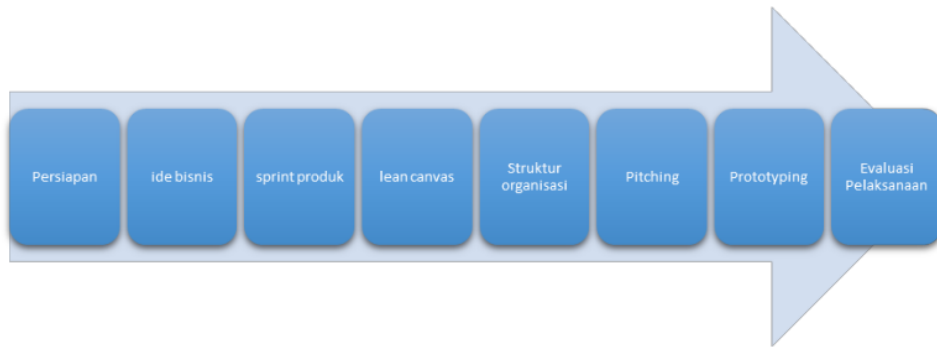 Persiapan
ide bisnis
sprint produk
lean canvas
Struktur
organisasi
Pitching
Prototyping
Evaluasi
Pelaksanaan